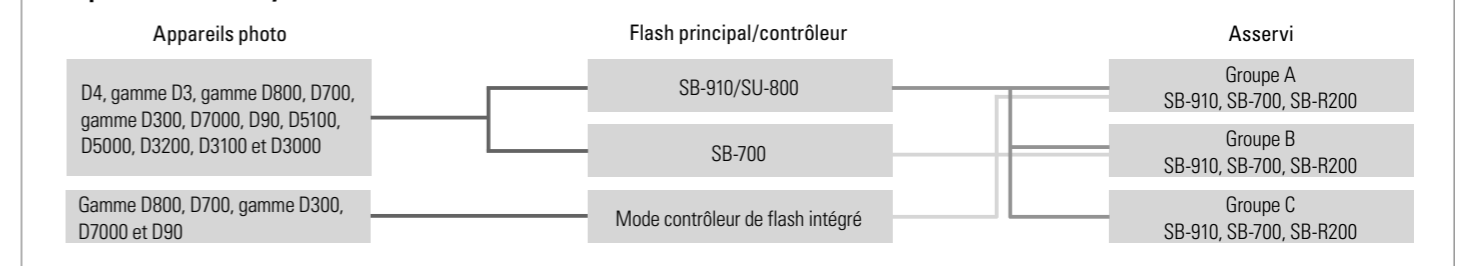 Appareils photo
Flash principal/contrôleur
Asservi
D4, gamme D3, gamme D800, D700,
gamme D300, D7000, D90, D5100,
D5000, D3200, D3100 et D3000
SB-910/SU-800
SB-700
Groupe A
SB-910, SB-700, SB-R200
Groupe B
SB-910, SB-700, SB-R200
Gamme D800, D700, gamme D300,
D7000 et D90
Mode contrôleur de flash intégré
Groupe C
SB-910, SB-700, SB-R200